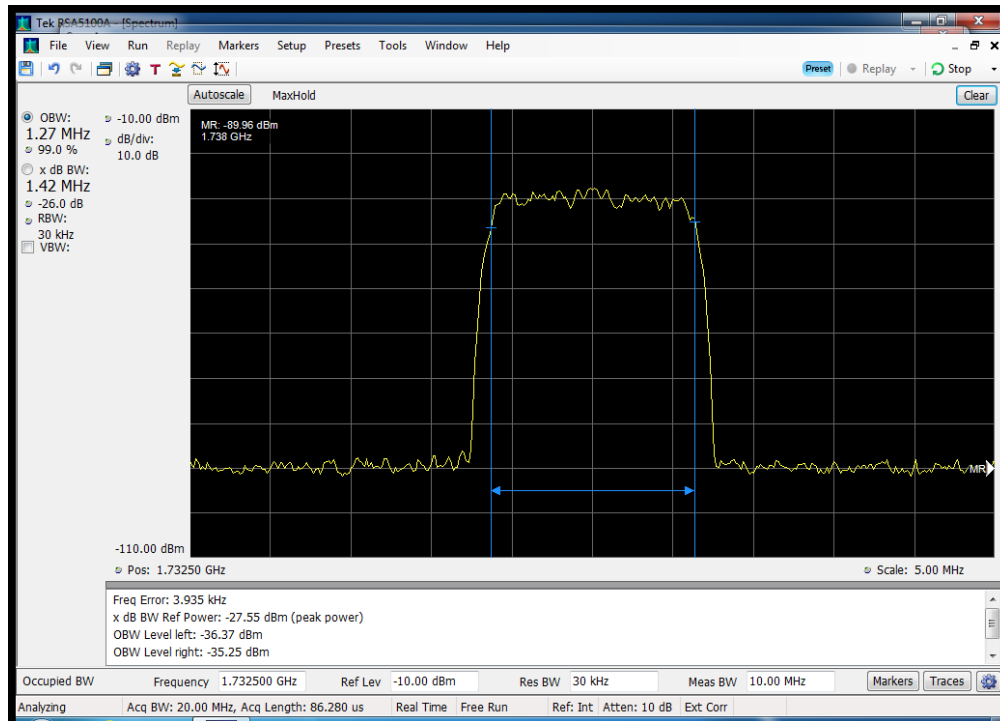 Tek RSA5100A - [Spectrum]
File View Run Replay Markers Setup Presets Tools Window Help
Preset Replay Stop
Autoscale MaxHold Clear
OBW:
1.27 MHz
99.0 %
x dB BW:
1.42 MHz
-26.0 dB
RBW:
30 kHz
VBW:
-10.00 dBm
dB/div:
10.0 dB
MR: -89.96 dBm
1.738 GHz
MR
-110.00 dBm
Pos: 1.73250 GHz Scale: 5.00 MHz
Freq Error: 3.935 kHz
x dB BW Ref Power: -27.55 dBm (peak power)
OBW Level left: -36.37 dBm
OBW Level right: -35.25 dBm
Occupied BW Frequency 1.732500 GHz Ref Lev -10.00 dBm Res BW 30 kHz Meas BW 10.00 MHz Markers Traces
Analyzing Acq BW: 20.00 MHz, Acq Length: 86.280 us Real Time Free Run Ref: Int Atten: 10 dB Ext Corr